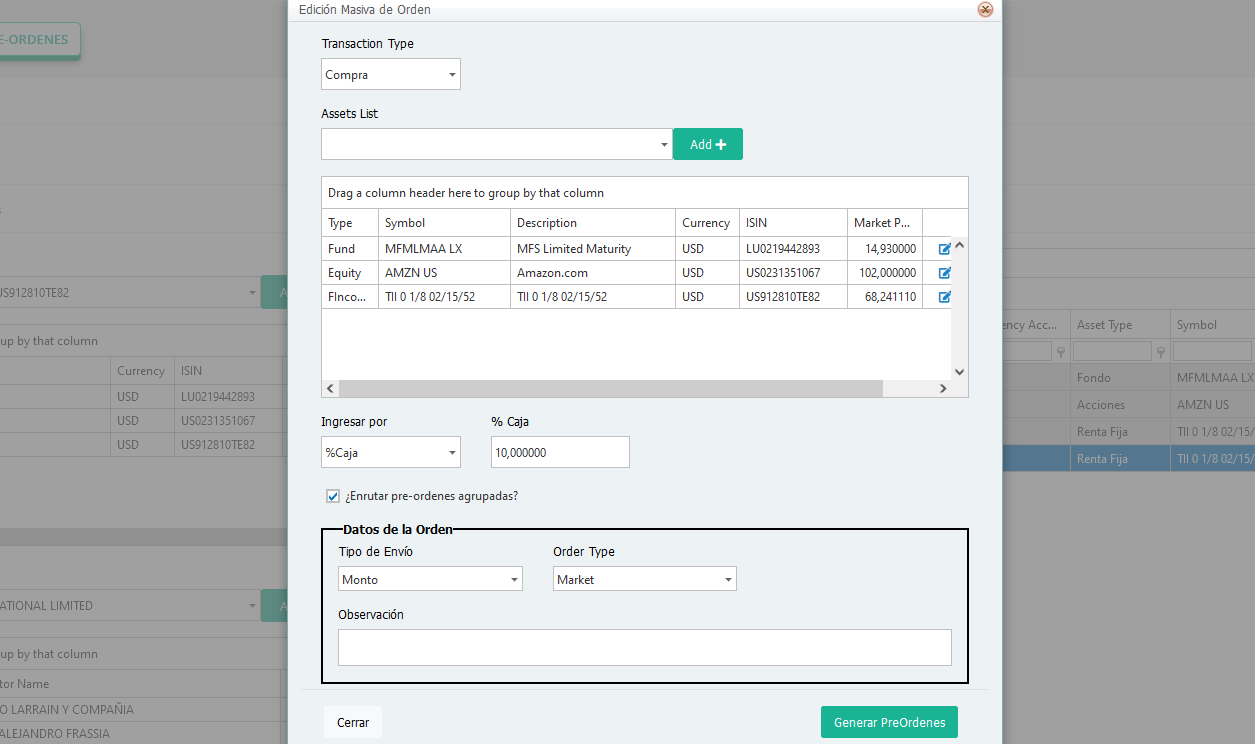 Edición Masiva de Orden
E-ORDENES
Transaction Type
Compra
Assets List
Add
Drag a column header here to group by that column
Type Symbol Description Currency ISIN Market P...
Fund MFMLMAA LX MFS Limited Maturity USD LU0219442893 14,930000
Equity AMZN US Amazon.com USD US0231351067 102,000000
FInco... TII 0 1/8 02/15/52 TII 0 1/8 02/15/52 USD US912810TE82 68,241110
Ingresar por % Caja
%Caja 10,000000
¿Enrutar pre-ordenes agrupadas?
Datos de la Orden
Tipo de Envío Order Type
Monto Market
Observación
Cerrar Generar PreOrdenes
US912810TE82 A
up by that column
Currency ISIN
USD LU0219442893
USD US0231351067
USD US912810TE82
ATIONAL LIMITED A
up by that column
tor Name
O LARRAIN Y COMPAÑIA
ALEJANDRO FRASSIA
ency Acc... Asset Type Symbol
Fondo MFMLMAA LX
Acciones AMZN US
Renta Fija TII 0 1/8 02/15/
Renta Fija TII 0 1/8 02/15/